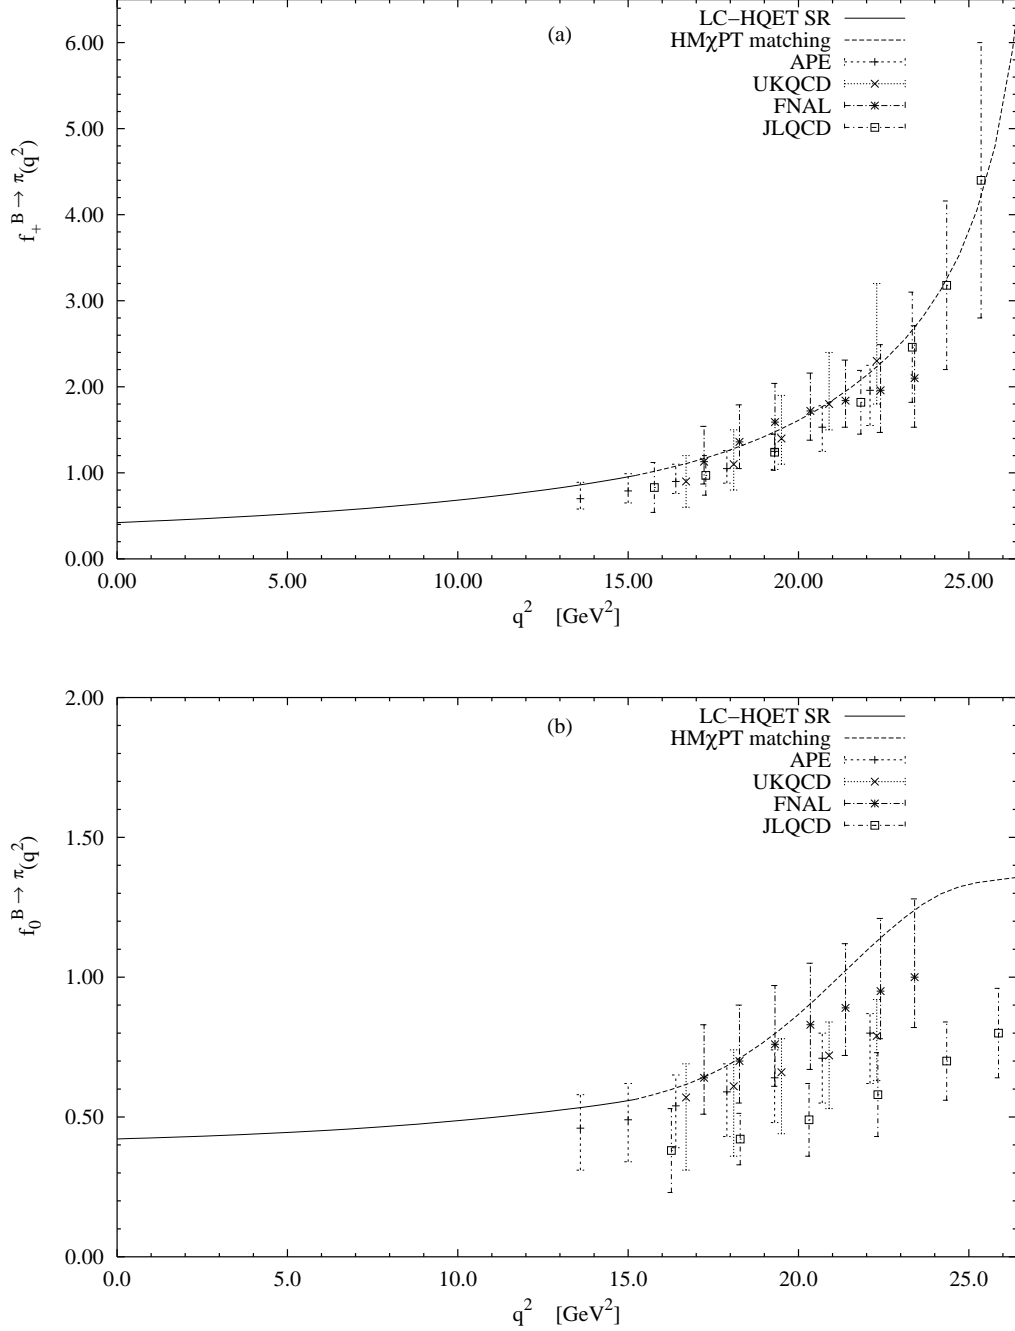 (a)
LC−HQET SR
HMχPT matching
APE
UKQCD
FNAL
JLQCD
6.00
5.00
4.00
3.00
2.00
1.00
0.00
f₊^B → π(q²)
0.00 5.00 10.00 15.00 20.00 25.00
q² [GeV²]
(b)
LC−HQET SR
HMχPT matching
APE
UKQCD
FNAL
JLQCD
2.00
1.50
1.00
0.50
0.00
f₀^B → π(q²)
0.0 5.0 10.0 15.0 20.0 25.0
q² [GeV²]